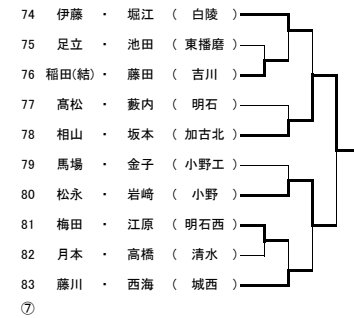 74 伊藤 ・ 堀江 ( 白陵 )
75 足立 ・ 池田 ( 東播磨 )
76 稲田(結) ・ 藤田 ( 吉川 )
77 髙松 ・ 藪内 ( 明石 )
78 相山 ・ 坂本 ( 加古北 )
79 馬場 ・ 金子 ( 小野工 )
80 松永 ・ 岩﨑 ( 小野 )
81 梅田 ・ 江原 ( 明石西 )
82 月本 ・ 高橋 ( 清水 )
83 藤川 ・ 西海 ( 城西 )
⑦